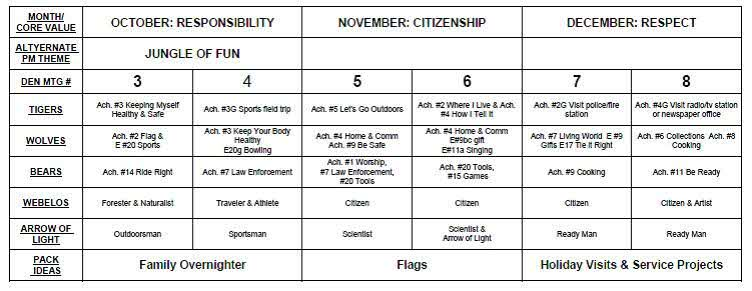 MONTH/ CORE VALUE OCTOBER: RESPONSIBILITY NOVEMBER: CITIZENSHIP DECEMBER: RESPECT
ALTYERNATE PM THEME JUNGLE OF FUN
DEN MTG # 3 4 5 6 7 8
TIGERS Ach. #3 Keeping Myself Healthy & Safe Ach. #3G Sports field trip Ach. #5 Let's Go Outdoors Ach. #2 Where I Live & Ach. #4 How I Tell It Ach. #2G Visit police/fire station Ach. #4G Visit radio/tv station or newspaper office
WOLVES Ach. #2 Flag & E #20 Sports Ach. #3 Keep Your Body Healthy E20g Bowling Ach. #4 Home & Comm Ach. #9 Be Safe Ach. #4 Home & Comm E#9bc gift E#11a Singing Ach. #7 Living World E #9 Gifts E17 Tie It Right Ach. #6 Collections Ach. #8 Cooking
BEARS Ach. #14 Ride Right Ach. #7 Law Enforcement Ach. #1 Worship, #7 Law Enforcement, #20 Tools Ach. #20 Tools, #15 Games Ach. #9 Cooking Ach. #11 Be Ready
WEBELOS Forester & Naturalist Traveler & Athlete Citizen Citizen Citizen Citizen & Artist
ARROW OF LIGHT Outdoorsman Sportsman Scientist Scientist & Arrow of Light Ready Man Ready Man
PACK IDEAS Family Overnighter Flags Holiday Visits & Service Projects